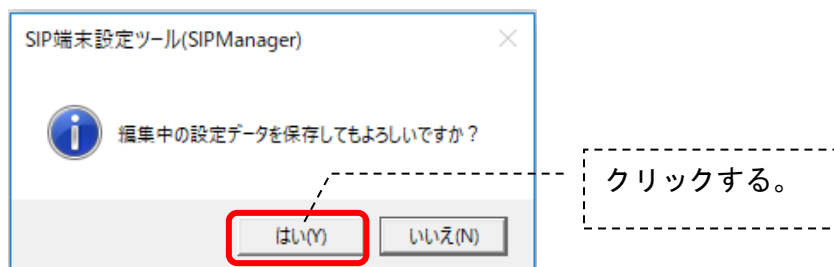 SIP端末設定ツール(SIPManager)
編集中の設定データを保存してもよろしいですか？
クリックする。
はい(Y)
いいえ(N)